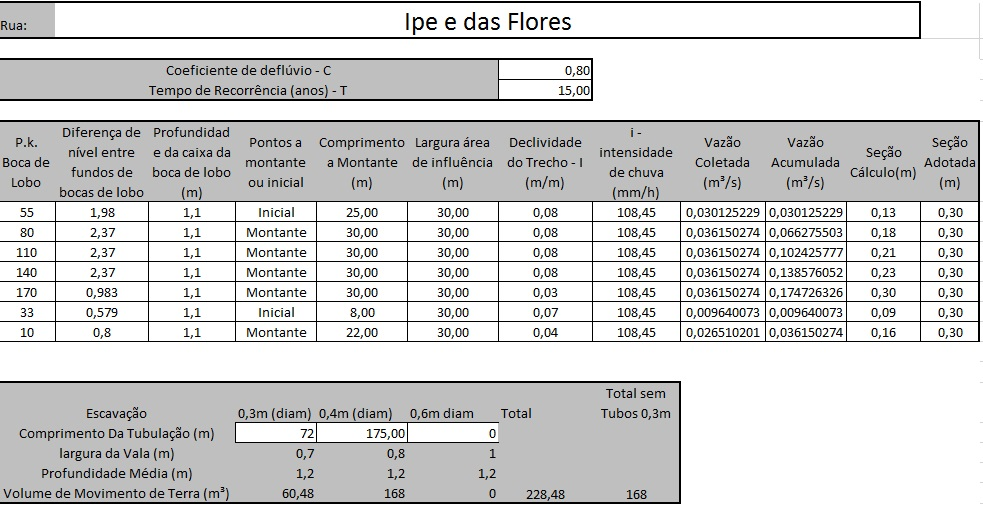 Rua: Ipe e das Flores
Coeficiente de deflúvio - C 0,80
Tempo de Recorrência (anos) - T 15,00
P.k. Boca de Lobo
Diferença de nível entre fundos de bocas de lobo
Profundidad e da caixa da boca de lobo (m)
Pontos a montante ou inicial
Comprimento a Montante (m)
Largura área de influência (m)
Declividade do Trecho - I (m/m)
i - intensidade de chuva (mm/h)
Vazão Coletada (m³/s)
Vazão Acumulada (m³/s)
Seção Cálculo(m)
Seção Adotada (m)
55 1,98 1,1 Inicial 25,00 30,00 0,08 108,45 0,030125229 0,030125229 0,13 0,30
80 2,37 1,1 Montante 30,00 30,00 0,08 108,45 0,036150274 0,066275503 0,18 0,30
110 2,37 1,1 Montante 30,00 30,00 0,08 108,45 0,036150274 0,102425777 0,21 0,30
140 2,37 1,1 Montante 30,00 30,00 0,08 108,45 0,036150274 0,138576052 0,23 0,30
170 0,983 1,1 Montante 30,00 30,00 0,03 108,45 0,036150274 0,174726326 0,30 0,30
33 0,579 1,1 Inicial 8,00 30,00 0,07 108,45 0,009640073 0,009640073 0,09 0,30
10 0,8 1,1 Montante 22,00 30,00 0,04 108,45 0,026510201 0,036150274 0,16 0,30
Escavação 0,3m (diam) 0,4m (diam) 0,6m diam Total Total sem Tubos 0,3m
Comprimento Da Tubulação (m) 72 175,00 0
largura da Vala (m) 0,7 0,8 1
Profundidade Média (m) 1,2 1,2 1,2
Volume de Movimento de Terra (m³) 60,48 168 0 228,48 168